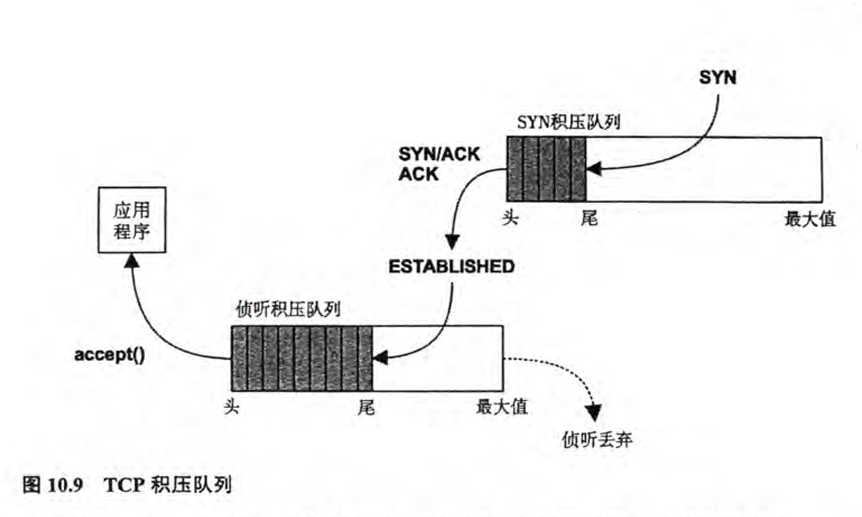 SYN
SYN积压队列
SYN/ACK
ACK
头
尾
最大值
应用
程序
ESTABLISHED
侦听积压队列
accept()
头
尾
最大值
侦听丢弃
图 10.9 TCP 积压队列